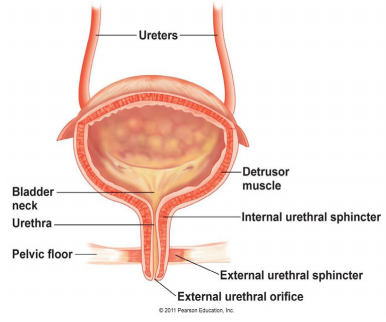 Ureters
Detrusor
muscle
Bladder
neck
Internal urethral sphincter
Urethra
Pelvic floor
External urethral sphincter
External urethral orifice
© 2011 Pearson Education, Inc.